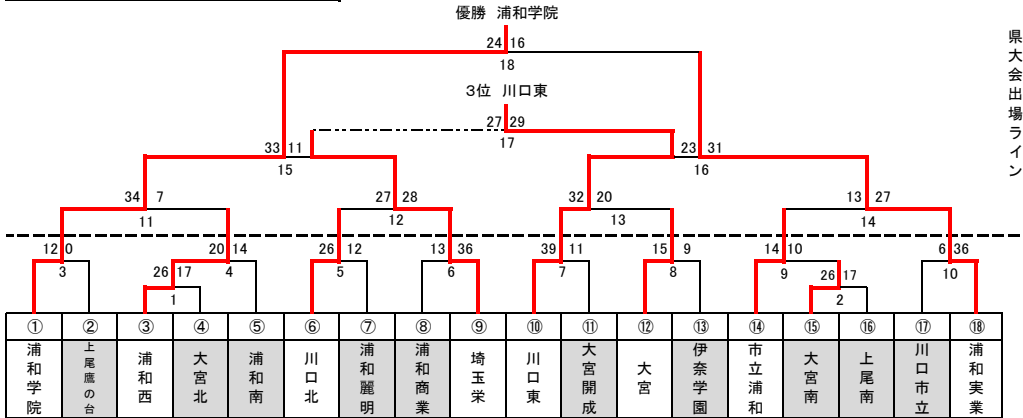 優勝 浦和学院
24 16
18
3位 川口東
27 29
17
33 11
15
23 31
16
34 7
11
27 28
12
32 20
13
13 27
14
12 0
3
20 14
4
26 12
5
13 36
6
39 11
7
15 9
8
14 10
9
6 36
10
26 17
1
26 17
2
県大会出場ライン
① ② ③ ④ ⑤ ⑥ ⑦ ⑧ ⑨ ⑩ ⑪ ⑫ ⑬ ⑭ ⑮ ⑯ ⑰ ⑱
浦和学院
上尾鷹の台
浦和西
大宮北
浦和南
川口北
浦和麗明
浦和商業
埼玉栄
川口東
大宮開成
大宮
伊奈学園
市立浦和
大宮南
上尾南
川口市立
浦和実業